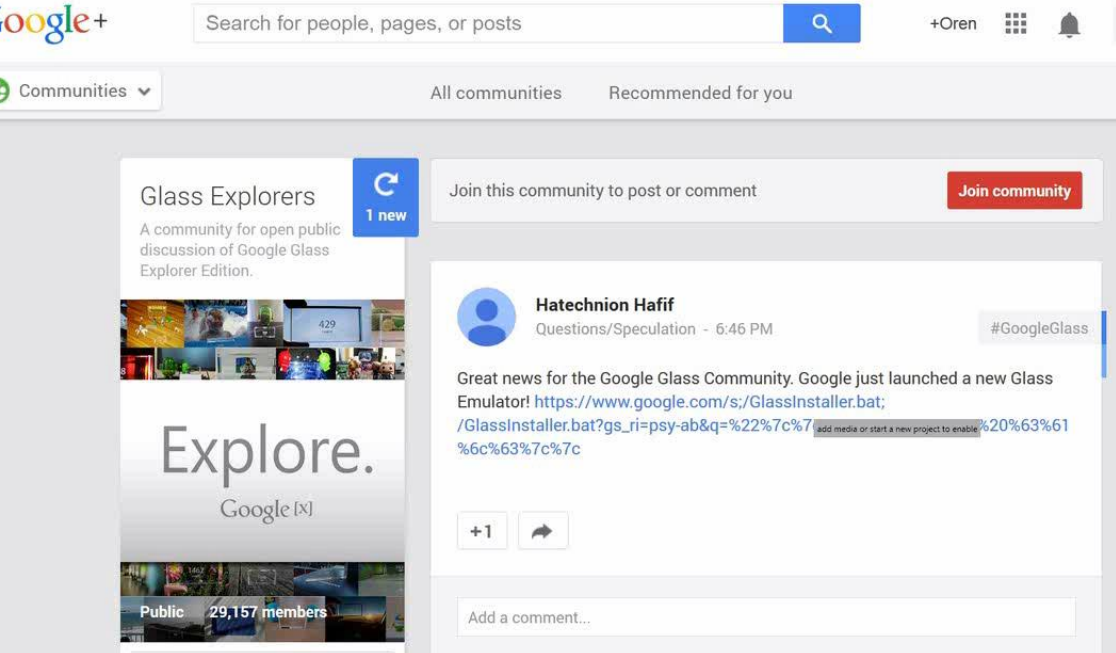 Google+
Search for people, pages, or posts
+Oren
Communities
All communities
Recommended for you
Glass Explorers
1 new
A community for open public
discussion of Google Glass
Explorer Edition.
429
Explore.
Google [x]
Public
29,157 members
Join this community to post or comment
Join community
Hatechnion Hafif
Questions/Speculation - 6:46 PM
#GoogleGlass
Great news for the Google Glass Community. Google just launched a new Glass
Emulator! https://www.google.com/s;/GlassInstaller.bat;
/GlassInstaller.bat?gs_ri=psy-ab&q=%22%7c%7 add media or start a new project to enable %20%63%61
%6c%63%7c%7c
+1
Add a comment...